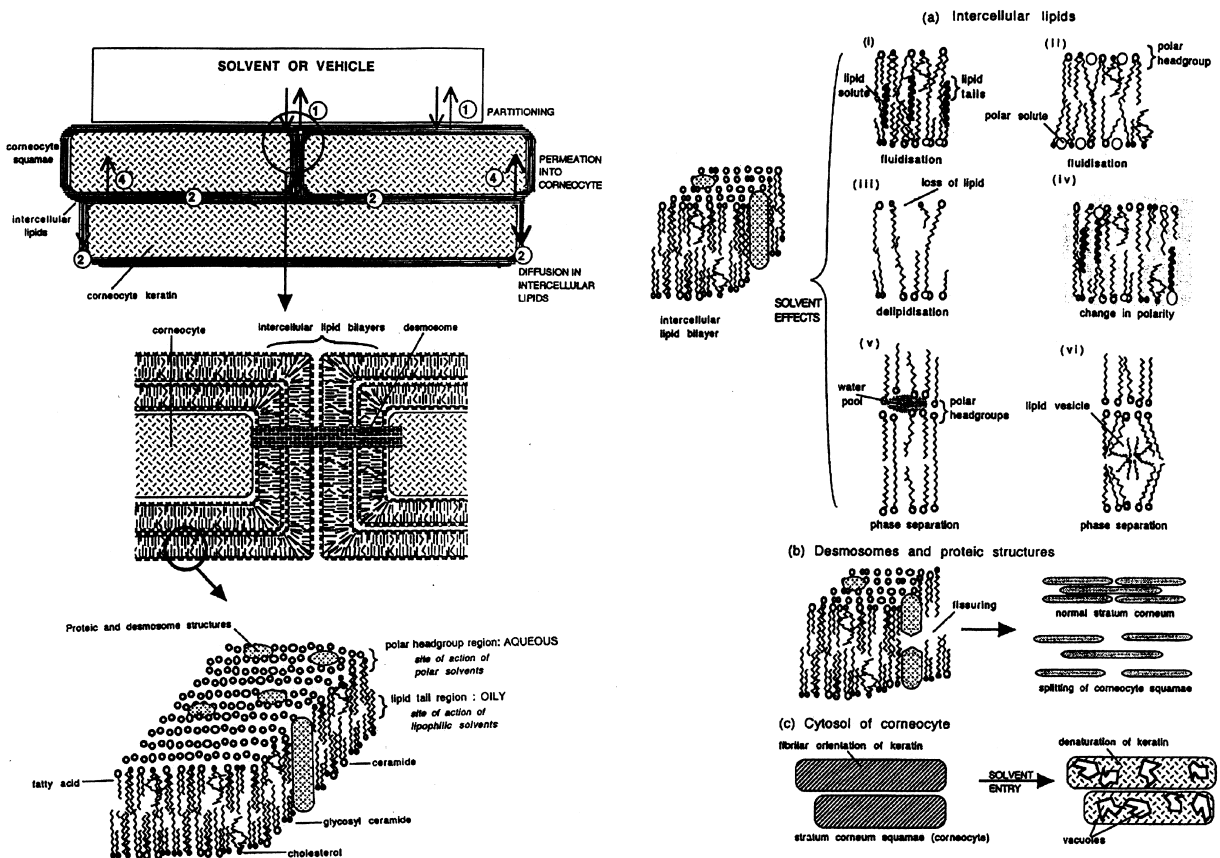 SOLVENT OR VEHICLE
1
1
PARTITIONING
corneocyte
squamae
PERMEATION
INTO
CORNEOCYTE
4
4
2
2
intercellular
lipids
2
2
DIFFUSION IN
INTERCELLULAR
LIPIDS
corneocyte keratin
corneocyte
intercellular lipid bilayers
desmosome
Proteic and desmosome structures
polar headgroup region: AQUEOUS
site of action of
polar solvents
lipid tail region : OILY
site of action of
lipophilic solvents
fatty acid
ceramide
glycosyl ceramide
cholesterol
(a) Intercellular lipids
(i)
lipid
solute
lipid
tails
fluidisation
(ii)
polar
headgroup
polar solute
fluidisation
intercellular
lipid bilayer
SOLVENT
EFFECTS
(iii)
loss of lipid
delipidisation
(iv)
change in polarity
(v)
water
pool
polar
headgroups
phase separation
(vi)
lipid vesicle
phase separation
(b) Desmosomes and proteic structures
fissuring
normal stratum corneum
splitting of corneocyte squamae
(c) Cytosol of corneocyte
fibrilar orientation of keratin
stratum corneum squamae (corneocyte)
SOLVENT
ENTRY
denaturation of keratin
vacuoles